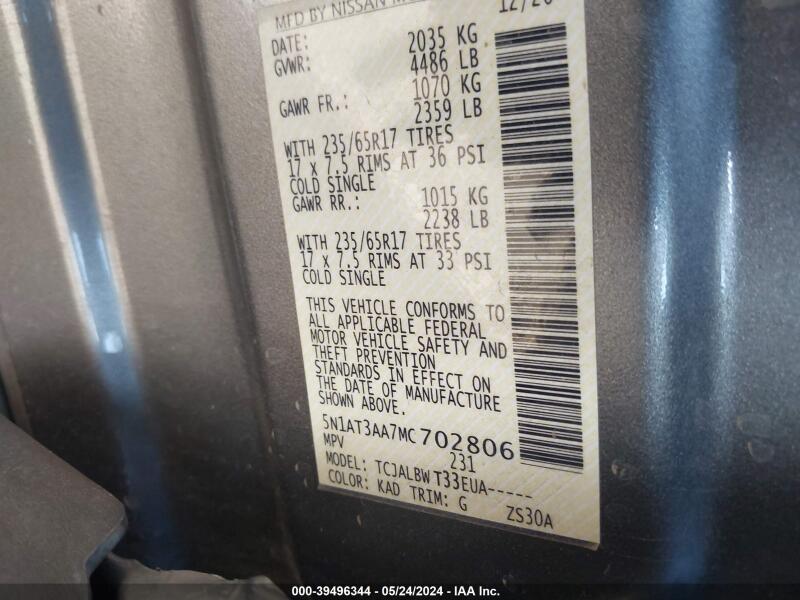 MFD BY NISSAN
DATE:
GVWR: 2035 KG
4486 LB
GAWR FR.: 1070 KG
2359 LB
WITH 235/65R17 TIRES
17 x 7.5 RIMS AT 36 PSI
COLD SINGLE
GAWR RR.: 1015 KG
2238 LB
WITH 235/65R17 TIRES
17 x 7.5 RIMS AT 33 PSI
COLD SINGLE
THIS VEHICLE CONFORMS TO
ALL APPLICABLE FEDERAL
MOTOR VEHICLE SAFETY AND
THEFT PREVENTION
STANDARDS IN EFFECT ON
THE DATE OF MANUFACTURE
SHOWN ABOVE.
5N1AT3AA7MC702806
MPV 231
MODEL: TCJALBWT33EUA-----
COLOR: KAD TRIM: G ZS30A
000-39496344 - 05/24/2024 - IAA Inc.